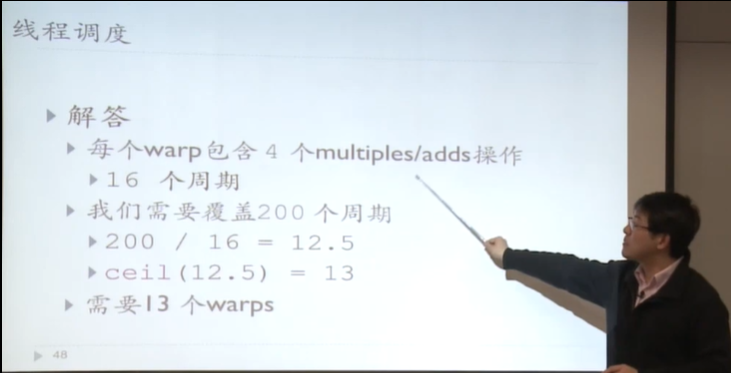 线程调度
解答
每个warp包含 4 个multiples/adds操作
16 个周期
我们需要覆盖200 个周期
200 / 16 = 12.5
ceil(12.5) = 13
需要13 个warps
48